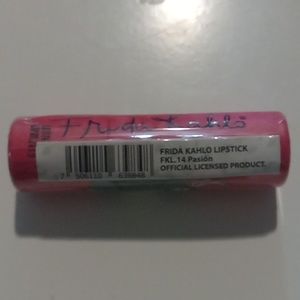 Frida Kahlo
FRIDA KAHLO LIPSTICK
FKL.14 Pasión
OFFICIAL LICENSED PRODUCT.